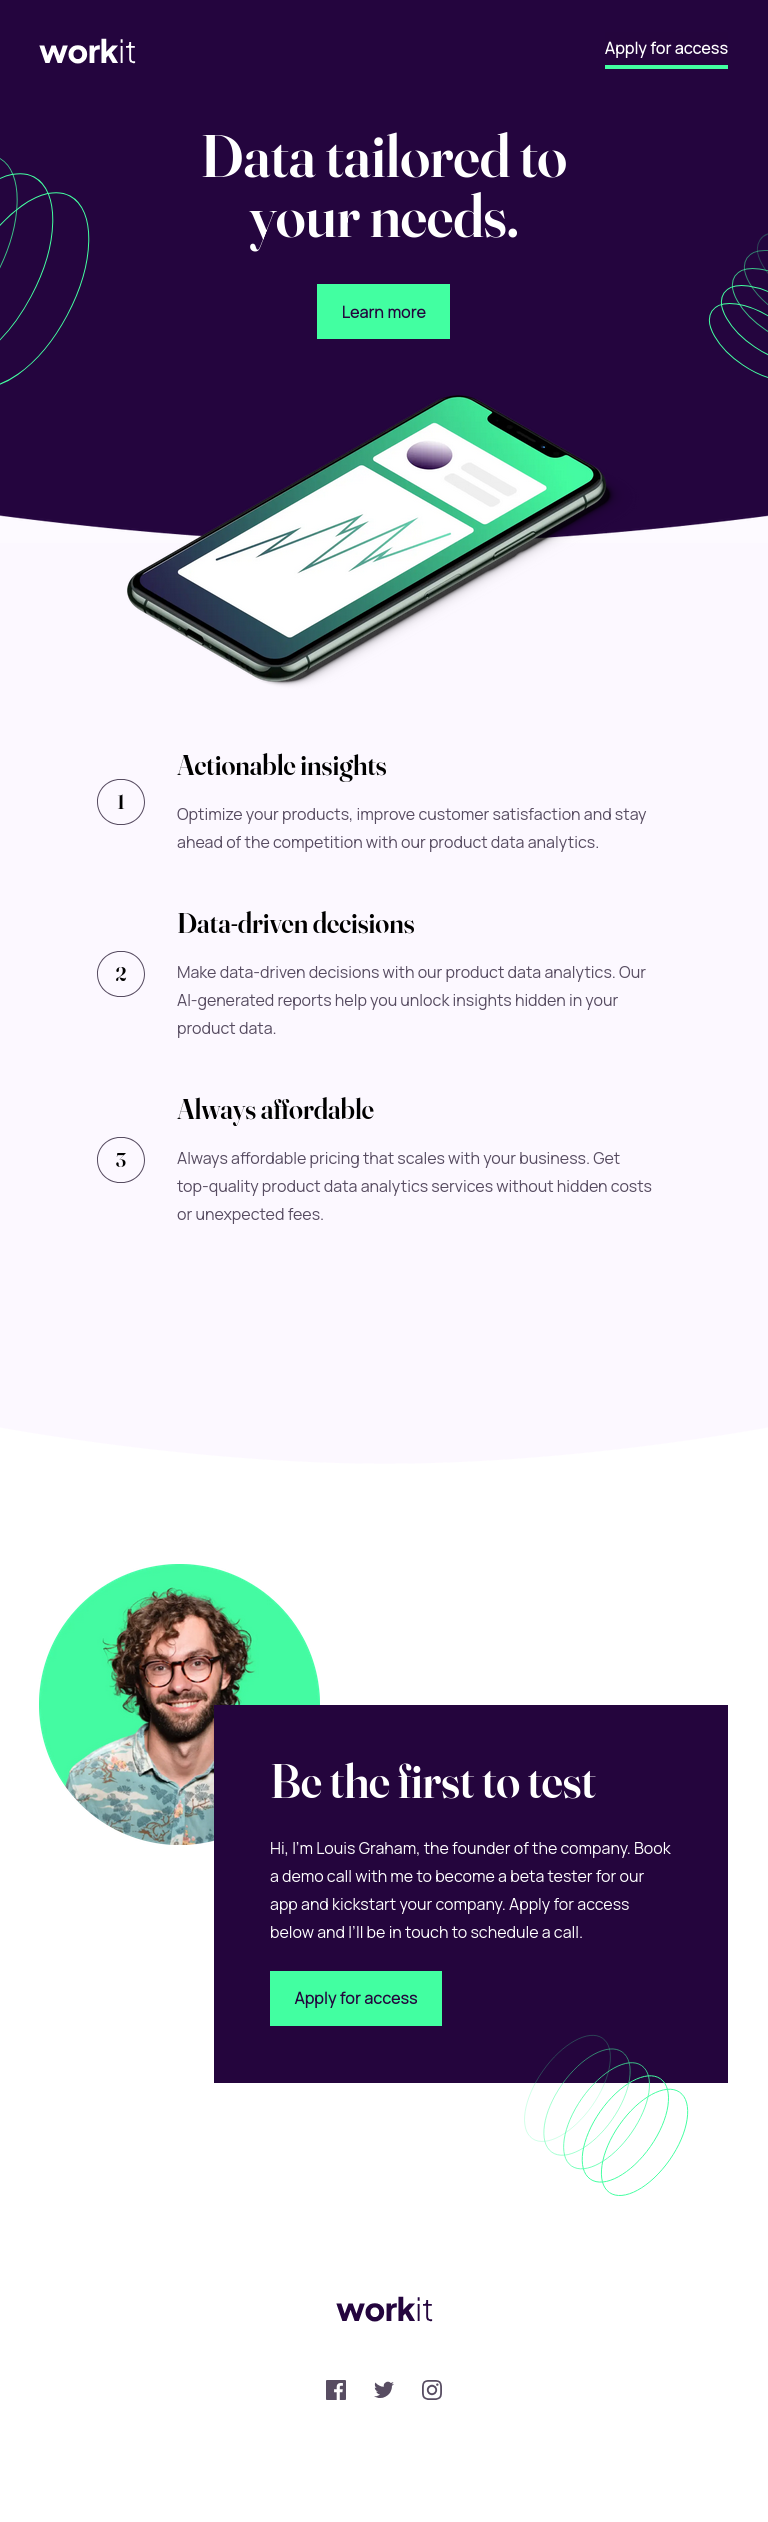 workit
Apply for access
Data tailored to
your needs.
Learn more
Actionable insights
1
Optimize your products, improve customer satisfaction and stay
ahead of the competition with our product data analytics.
Data-driven decisions
2
Make data-driven decisions with our product data analytics. Our
AI-generated reports help you unlock insights hidden in your
product data.
Always affordable
3
Always affordable pricing that scales with your business. Get
top-quality product data analytics services without hidden costs
or unexpected fees.
Be the first to test
Hi, I'm Louis Graham, the founder of the company. Book
a demo call with me to become a beta tester for our
app and kickstart your company. Apply for access
below and I'll be in touch to schedule a call.
Apply for access
workit